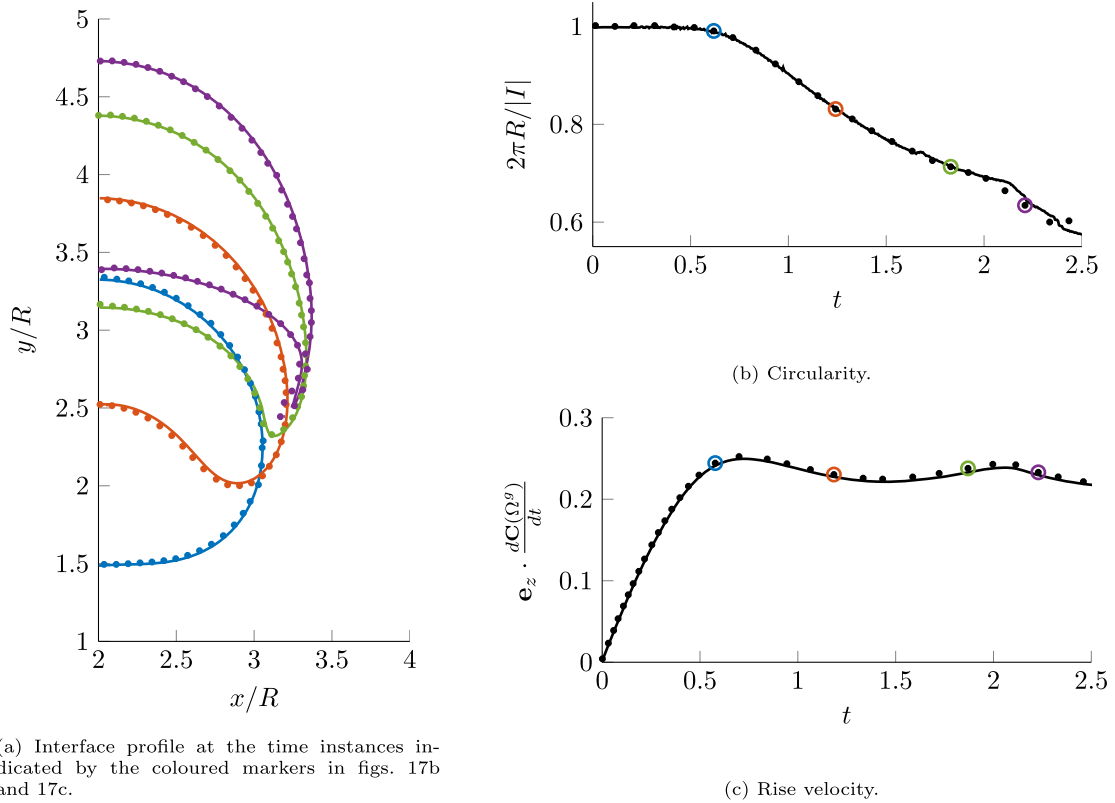 5
4.5
4
3.5
3
2.5
2
1.5
1
2 2.5 3 3.5 4
y/R
x/R
(a) Interface profile at the time instances in-
dicated by the coloured markers in figs. 17b
and 17c.
1
0.8
0.6
0 0.5 1 1.5 2 2.5
2πR/|I|
t
(b) Circularity.
0.3
0.2
0.1
0
0 0.5 1 1.5 2 2.5
e_z · dC(Ω^g)/dt
t
(c) Rise velocity.